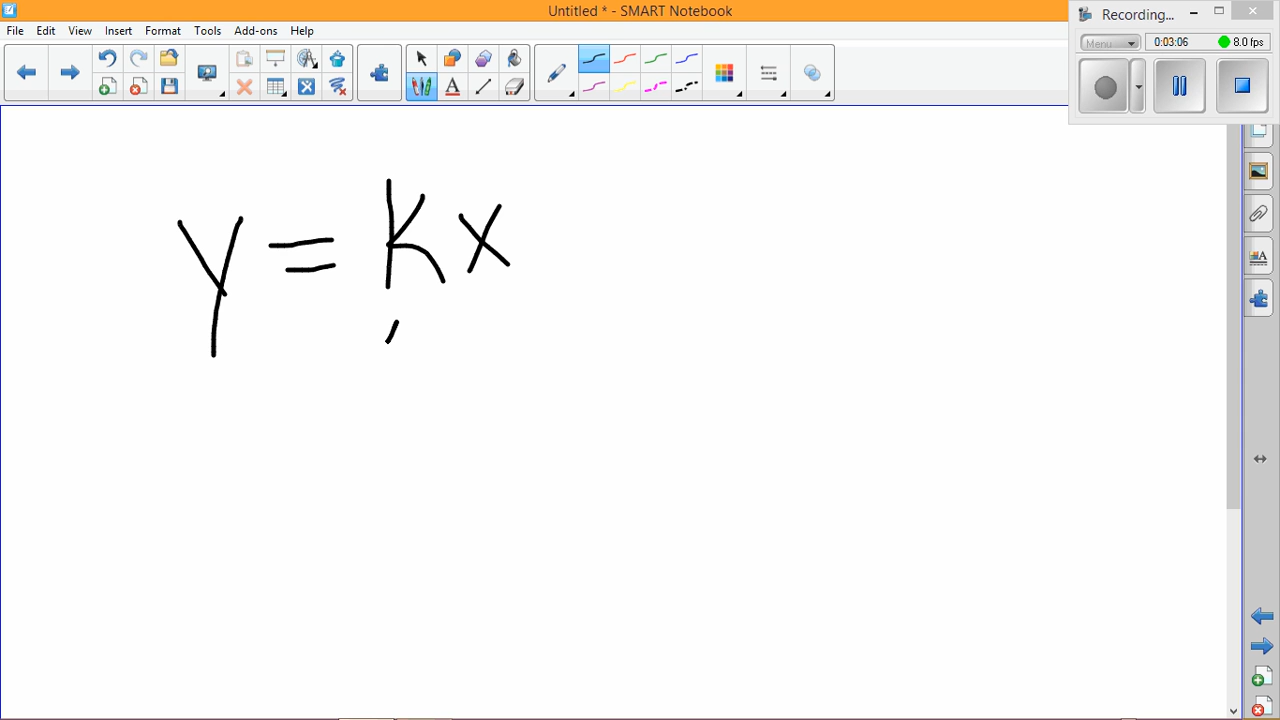 Untitled * - SMART Notebook
Recording...
File Edit View Insert Format Tools Add-ons Help
Menu 0:03:06 8.0 fps
y = kx